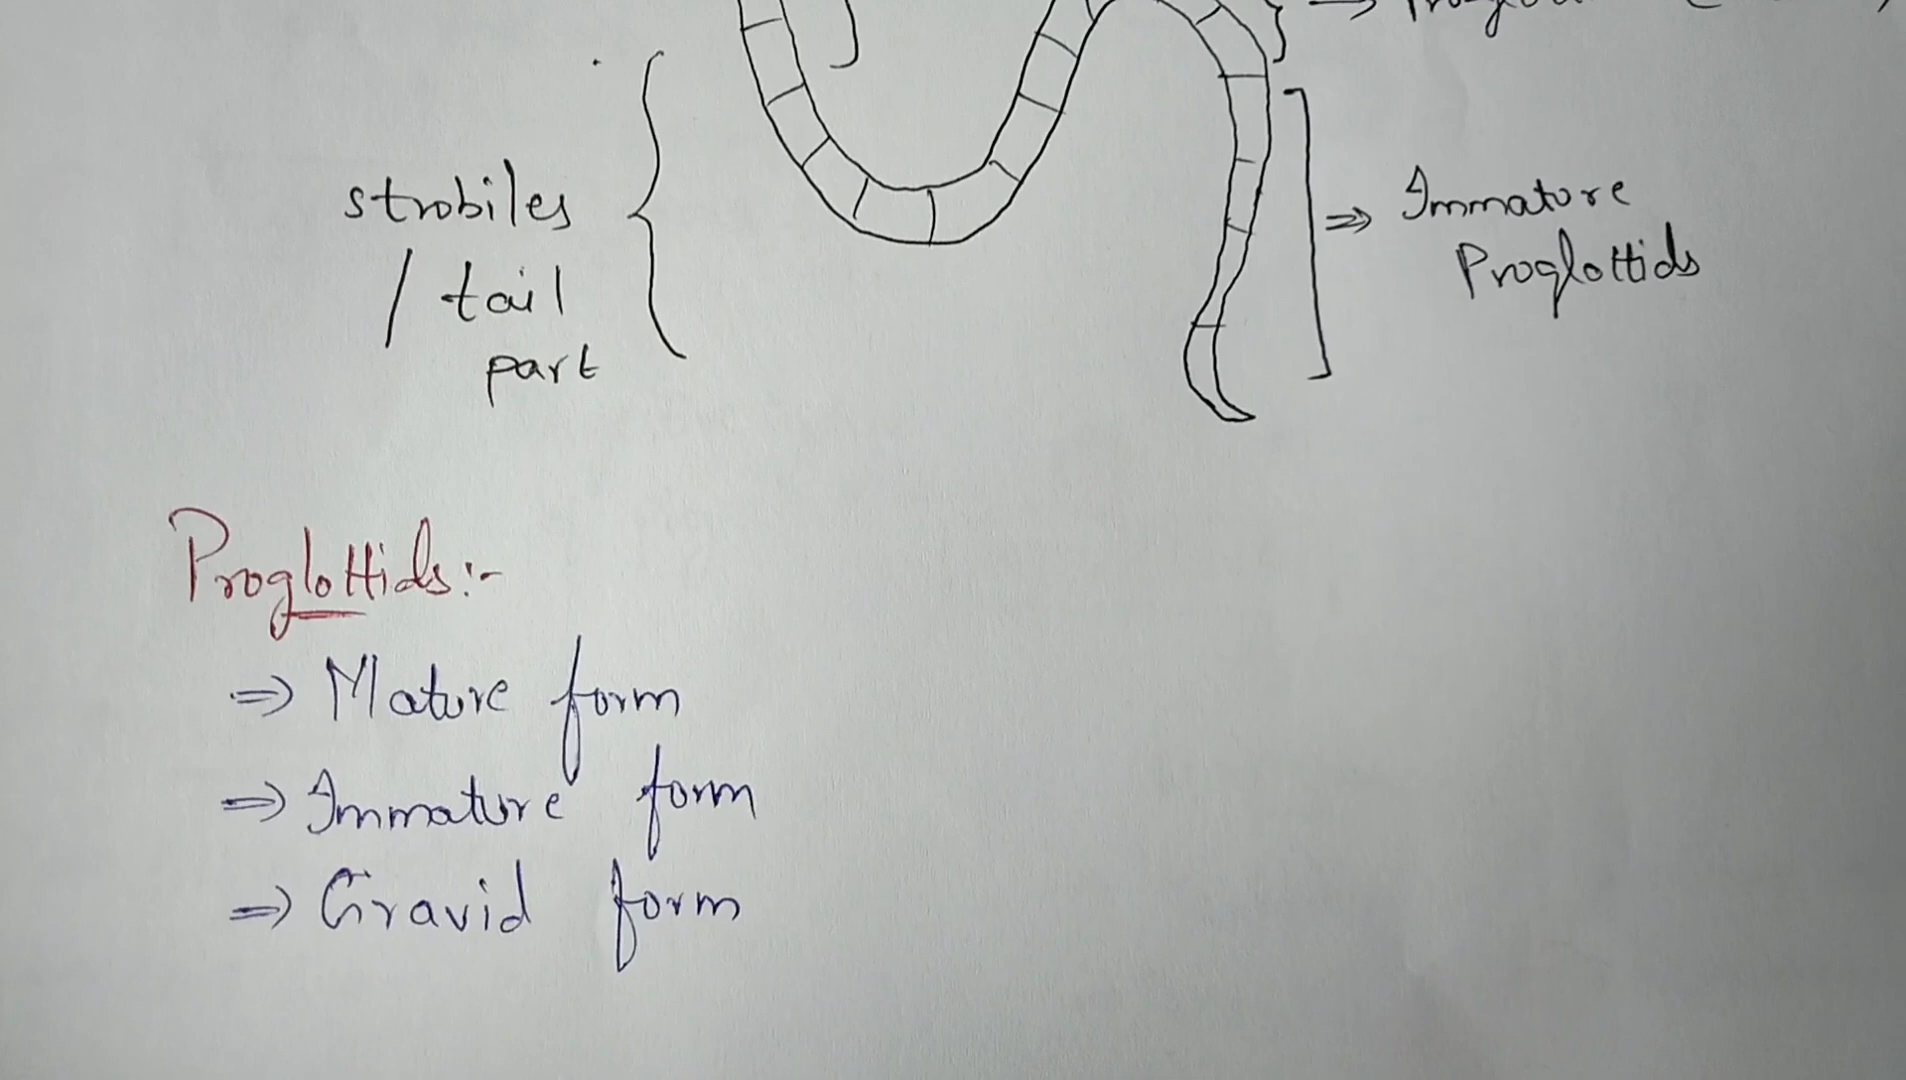 strobiles
/ tail
part
⇒ Immature
Proglottids
Proglottids:-
⇒ Mature form
⇒ Immature form
⇒ Gravid form